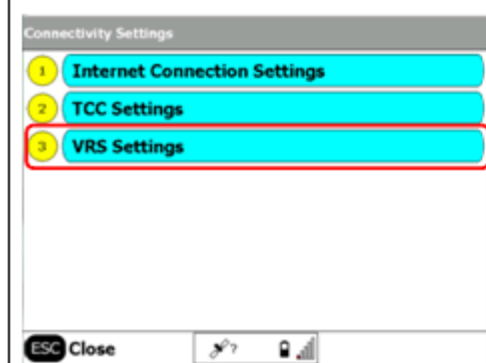 Connectivity Settings
1 Internet Connection Settings
2 TCC Settings
3 VRS Settings
ESC Close ?